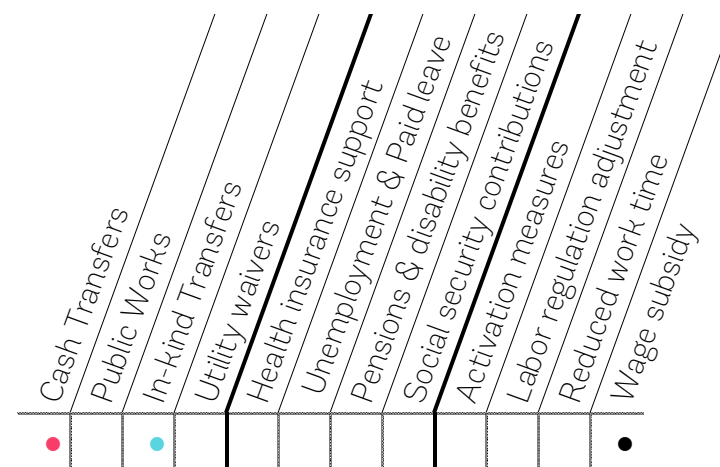 Cash Transfers
Public Works
In-kind Transfers
Utility waivers
Health insurance support
Unemployment & Paid leave
Pensions & disability benefits
Social security contributions
Activation measures
Labor regulation adjustment
Reduced work time
Wage subsidy